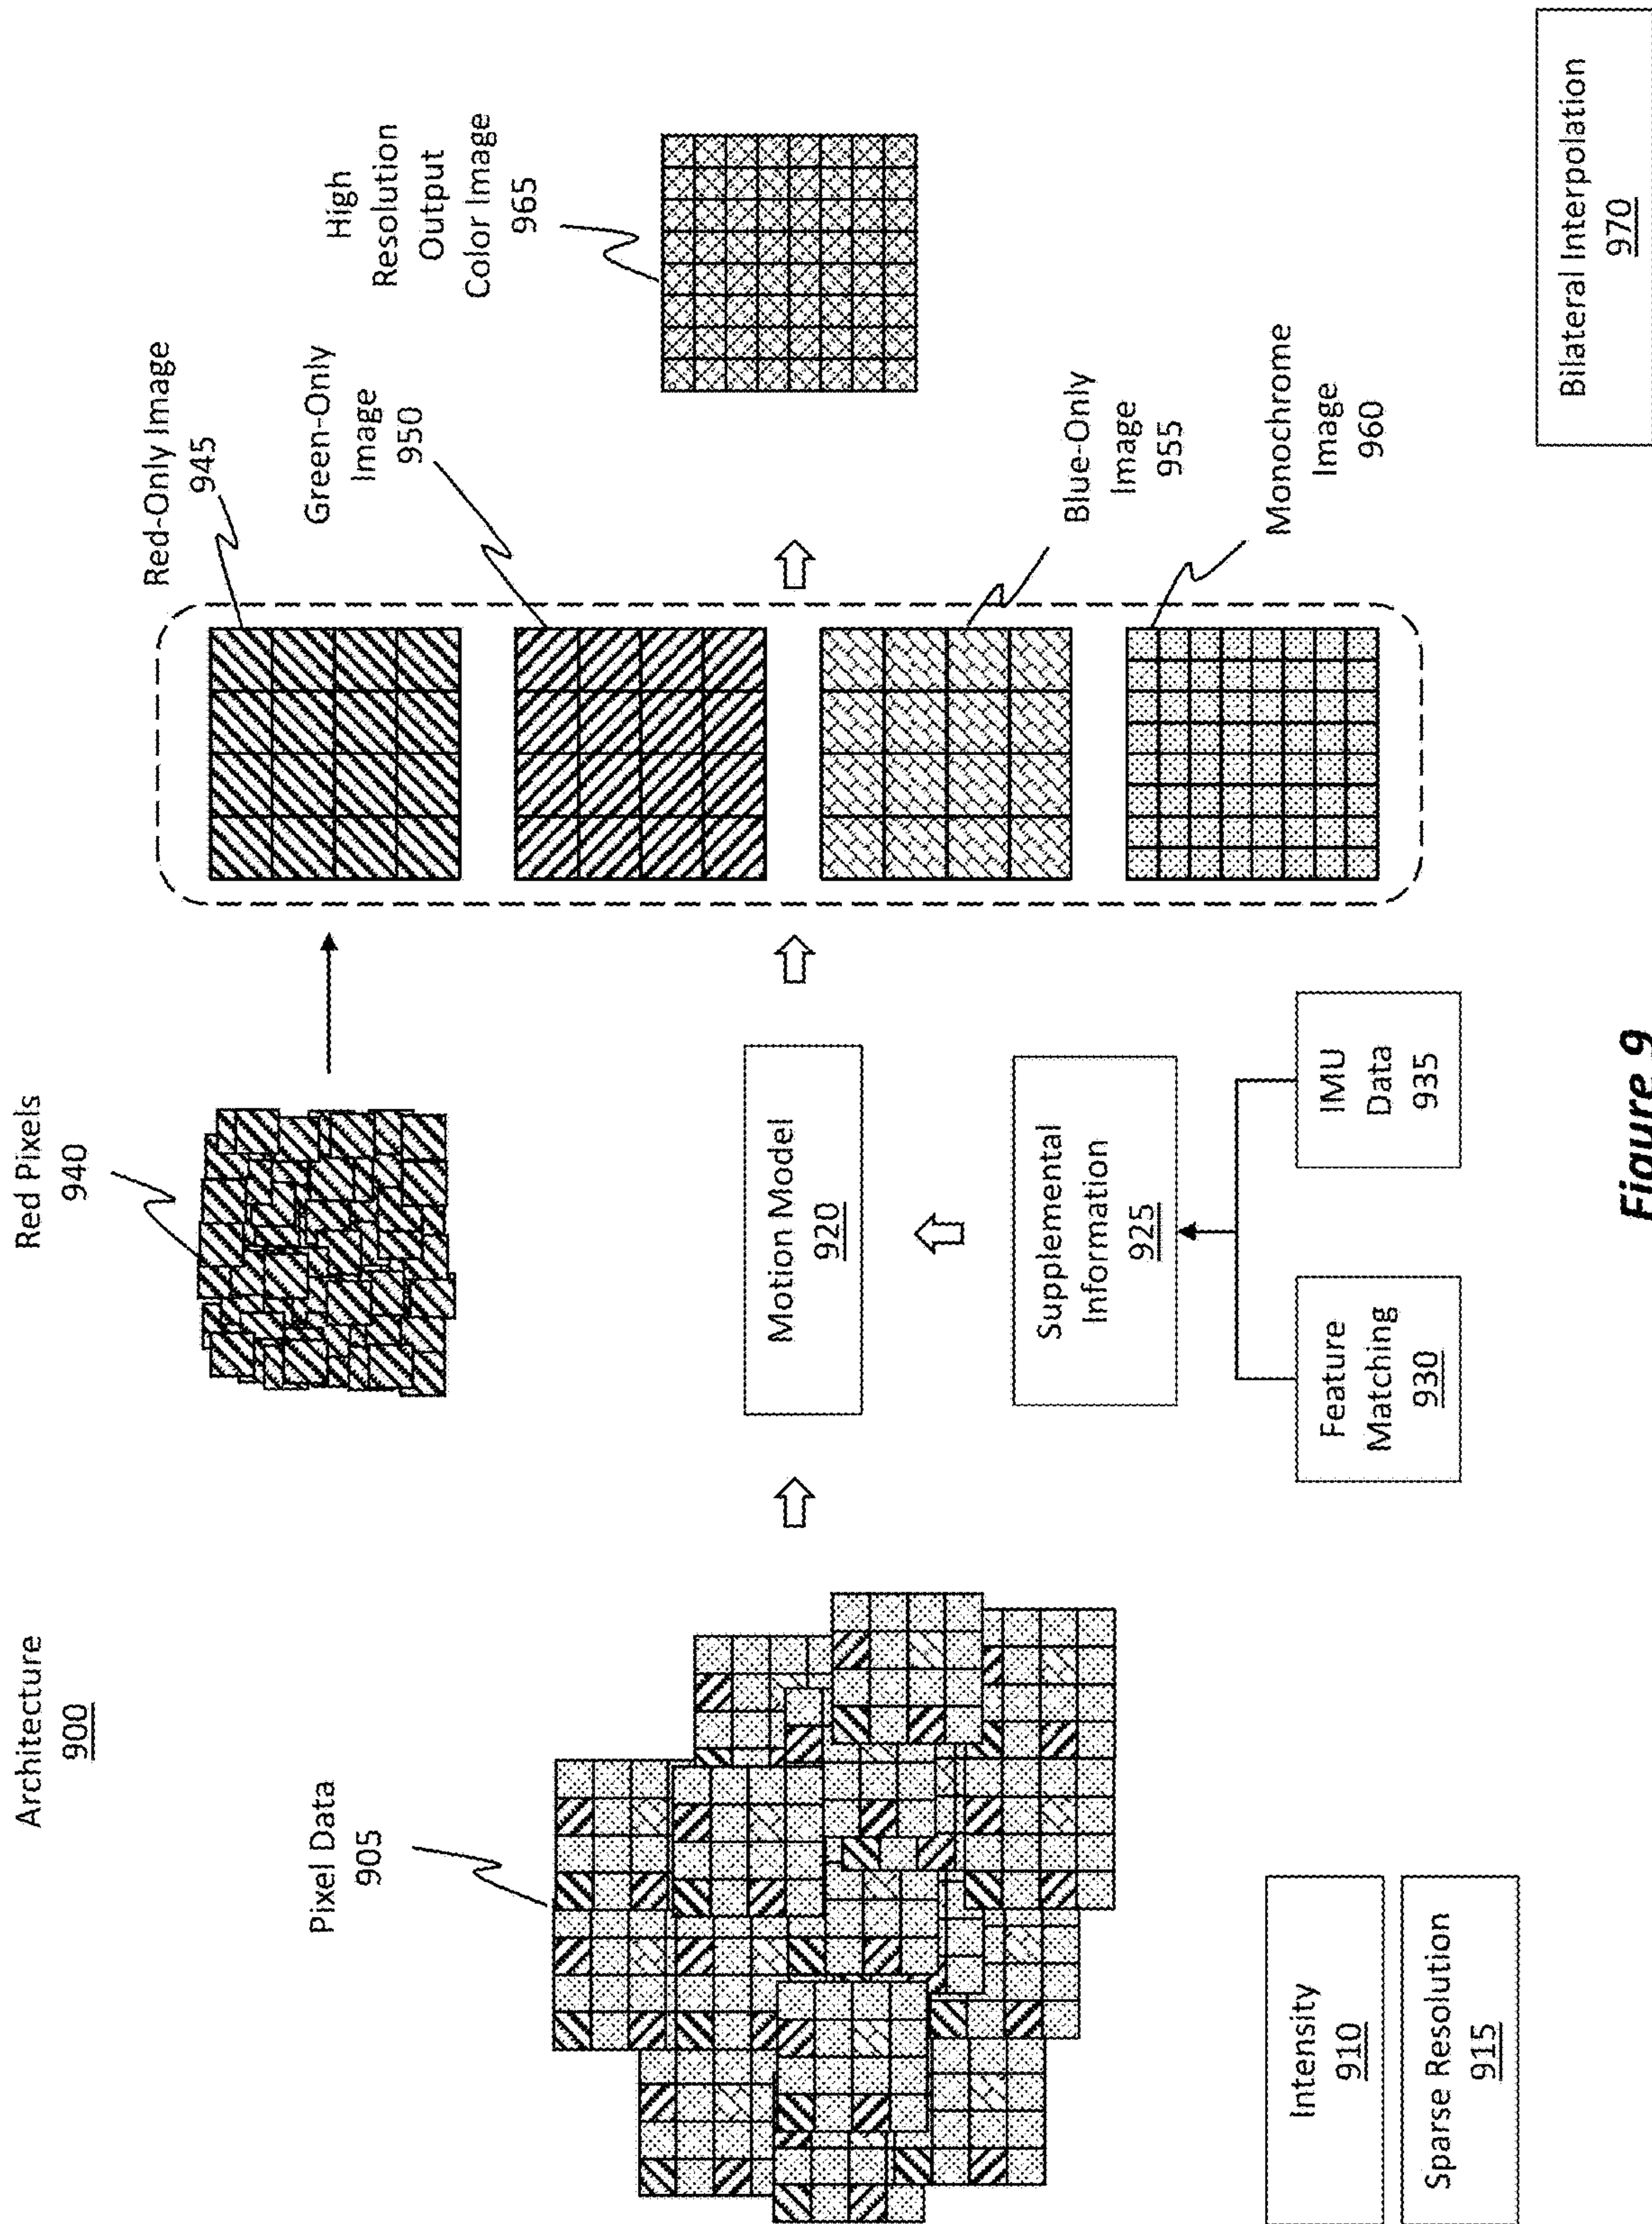 Architecture
900
Pixel Data
905
Intensity
910
Sparse Resolution
915
Red Pixels
940
Motion Model
920
Supplemental
Information
925
Feature
Matching
930
IMU
Data
935
Red-Only Image
945
Green-Only
Image
950
Blue-Only
Image
955
Monochrome
Image
960
High
Resolution
Output
Color Image
965
Bilateral Interpolation
970
Figure 9